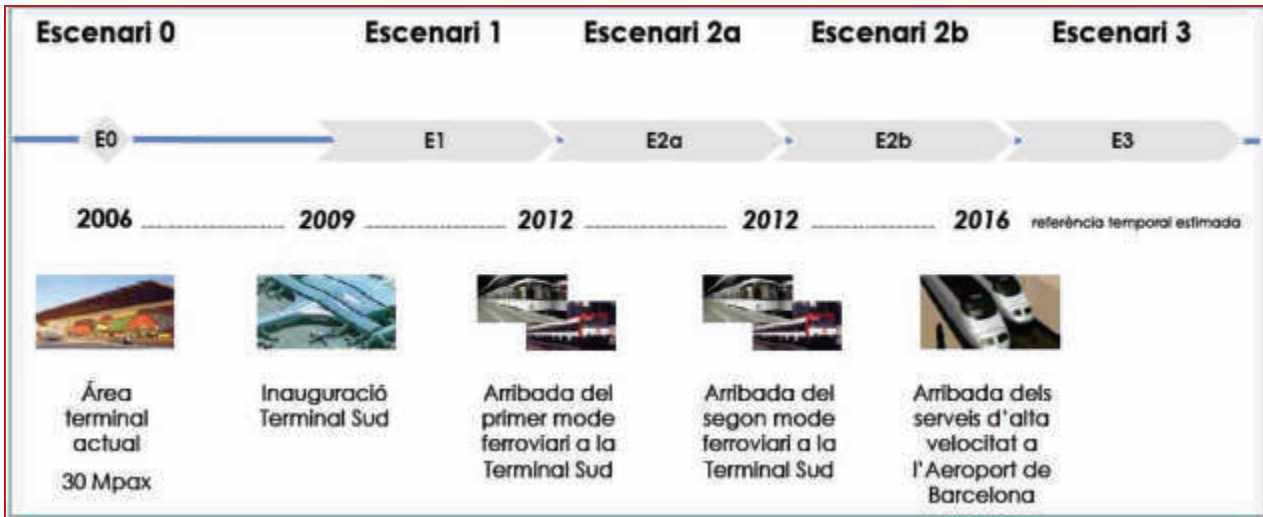 Escenari 0 Escenari 1 Escenari 2a Escenari 2b Escenari 3
E0 E1 E2a E2b E3
2006 2009 2012 2012 2016 referència temporal estimada
Àrea
terminal
actual
30 Mpax
Inauguració
Terminal Sud
Arribada del
primer mode
ferroviari a la
Terminal Sud
Arribada del
segon mode
ferroviari a la
Terminal Sud
Arribada dels
serveis d'alta
velocitat a
l'Aeroport de
Barcelona